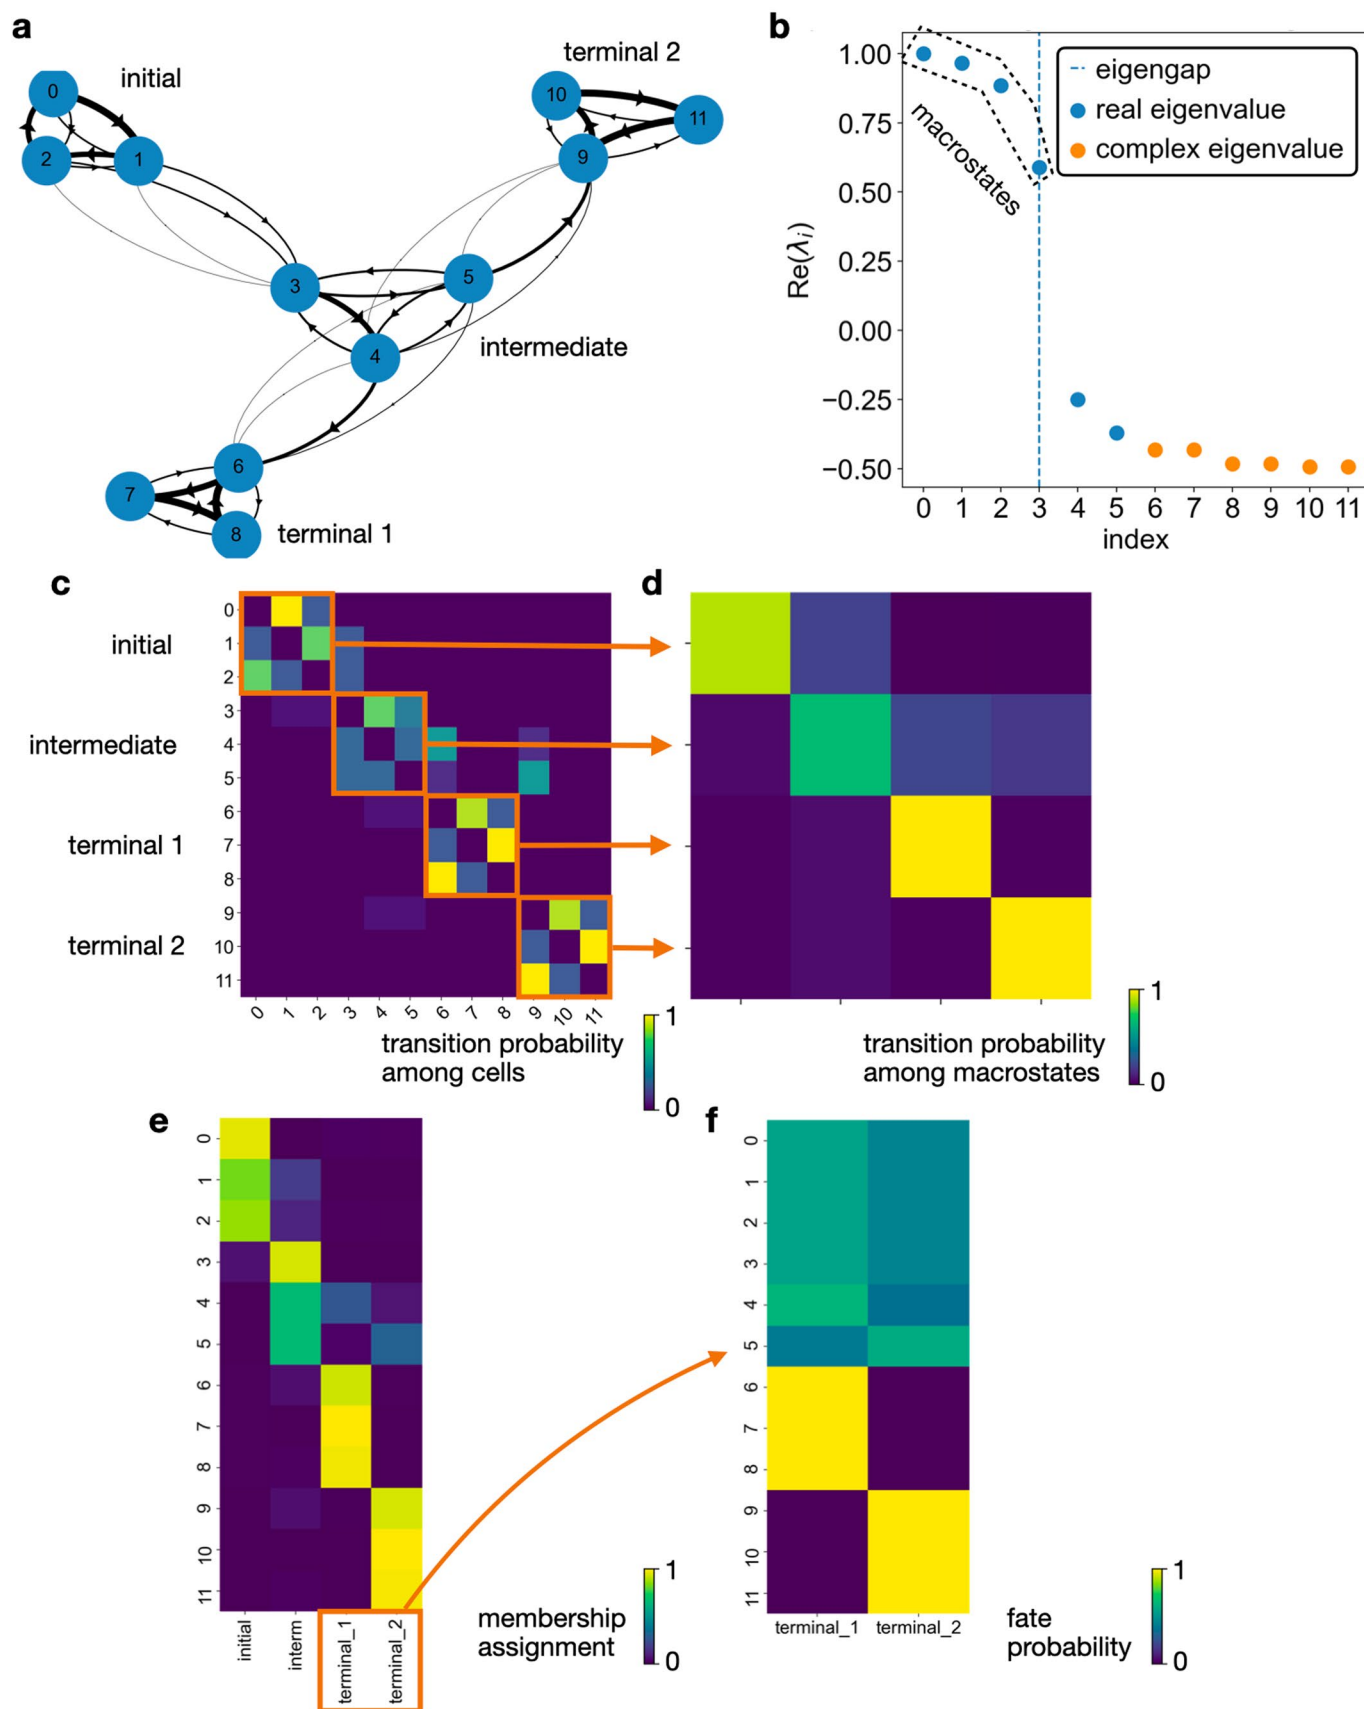 a
initial
terminal 2
0
2
1
10
11
9
3
5
4
intermediate
6
7
8
terminal 1
b
1.00
0.75
0.50
0.25
0.00
−0.25
−0.50
Re(λi)
macrostates
eigengap
real eigenvalue
complex eigenvalue
0 1 2 3 4 5 6 7 8 9 10 11
index
c
initial
intermediate
terminal 1
terminal 2
0
1
2
3
4
5
6
7
8
9
10
11
0 1 2 3 4 5 6 7 8 9 10 11
transition probability
among cells
1
0
d
transition probability
among macrostates
1
0
e
0
1
2
3
4
5
6
7
8
9
10
11
initial
interm
terminal_1
terminal_2
membership
assignment
1
0
f
0
1
2
3
4
5
6
7
8
9
10
11
terminal_1 terminal_2
fate
probability
1
0